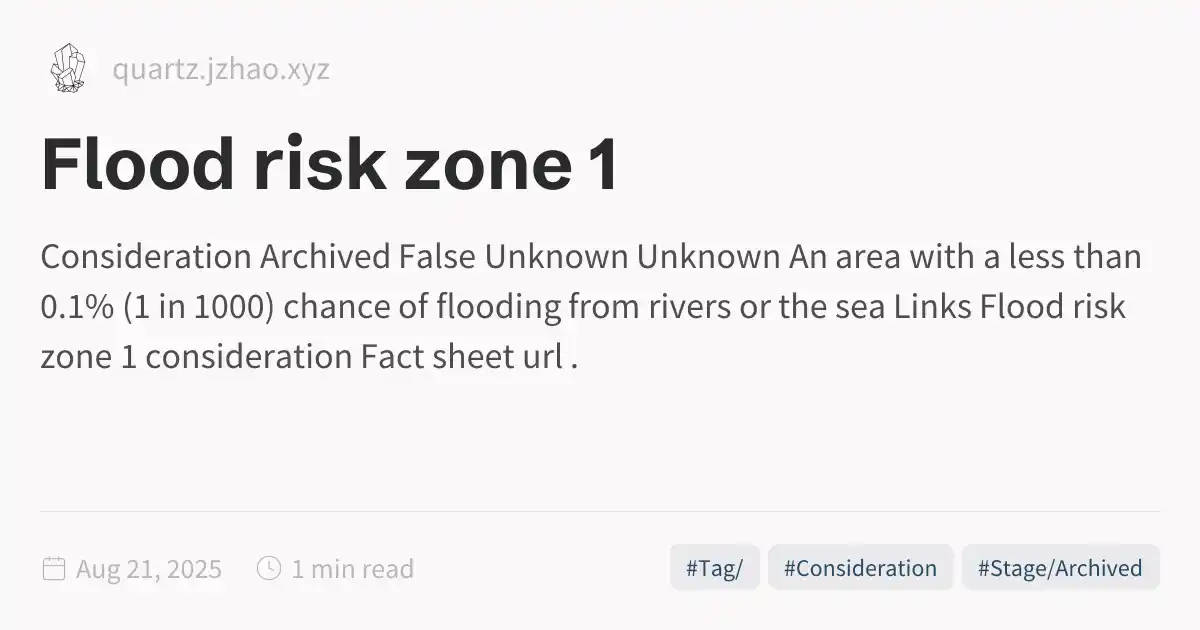 quartz.jzhao.xyz
Flood risk zone 1
Consideration Archived False Unknown Unknown An area with a less than
0.1% (1 in 1000) chance of flooding from rivers or the sea Links Flood risk
zone 1 consideration Fact sheet url .
Aug 21, 2025 1 min read #Tag/ #Consideration #Stage/Archived